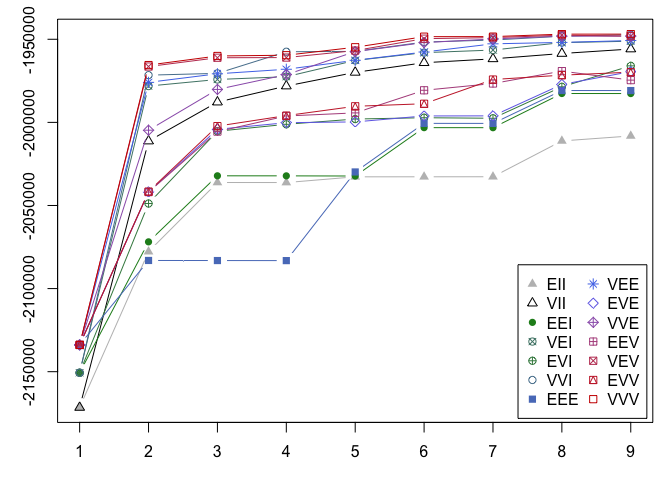 -1950000
-2000000
-2050000
-2100000
-2150000
EII VEE
VII EVE
EEI VVE
VEI EEV
EVI VEV
VVI EVV
EEE VVV
1 2 3 4 5 6 7 8 9